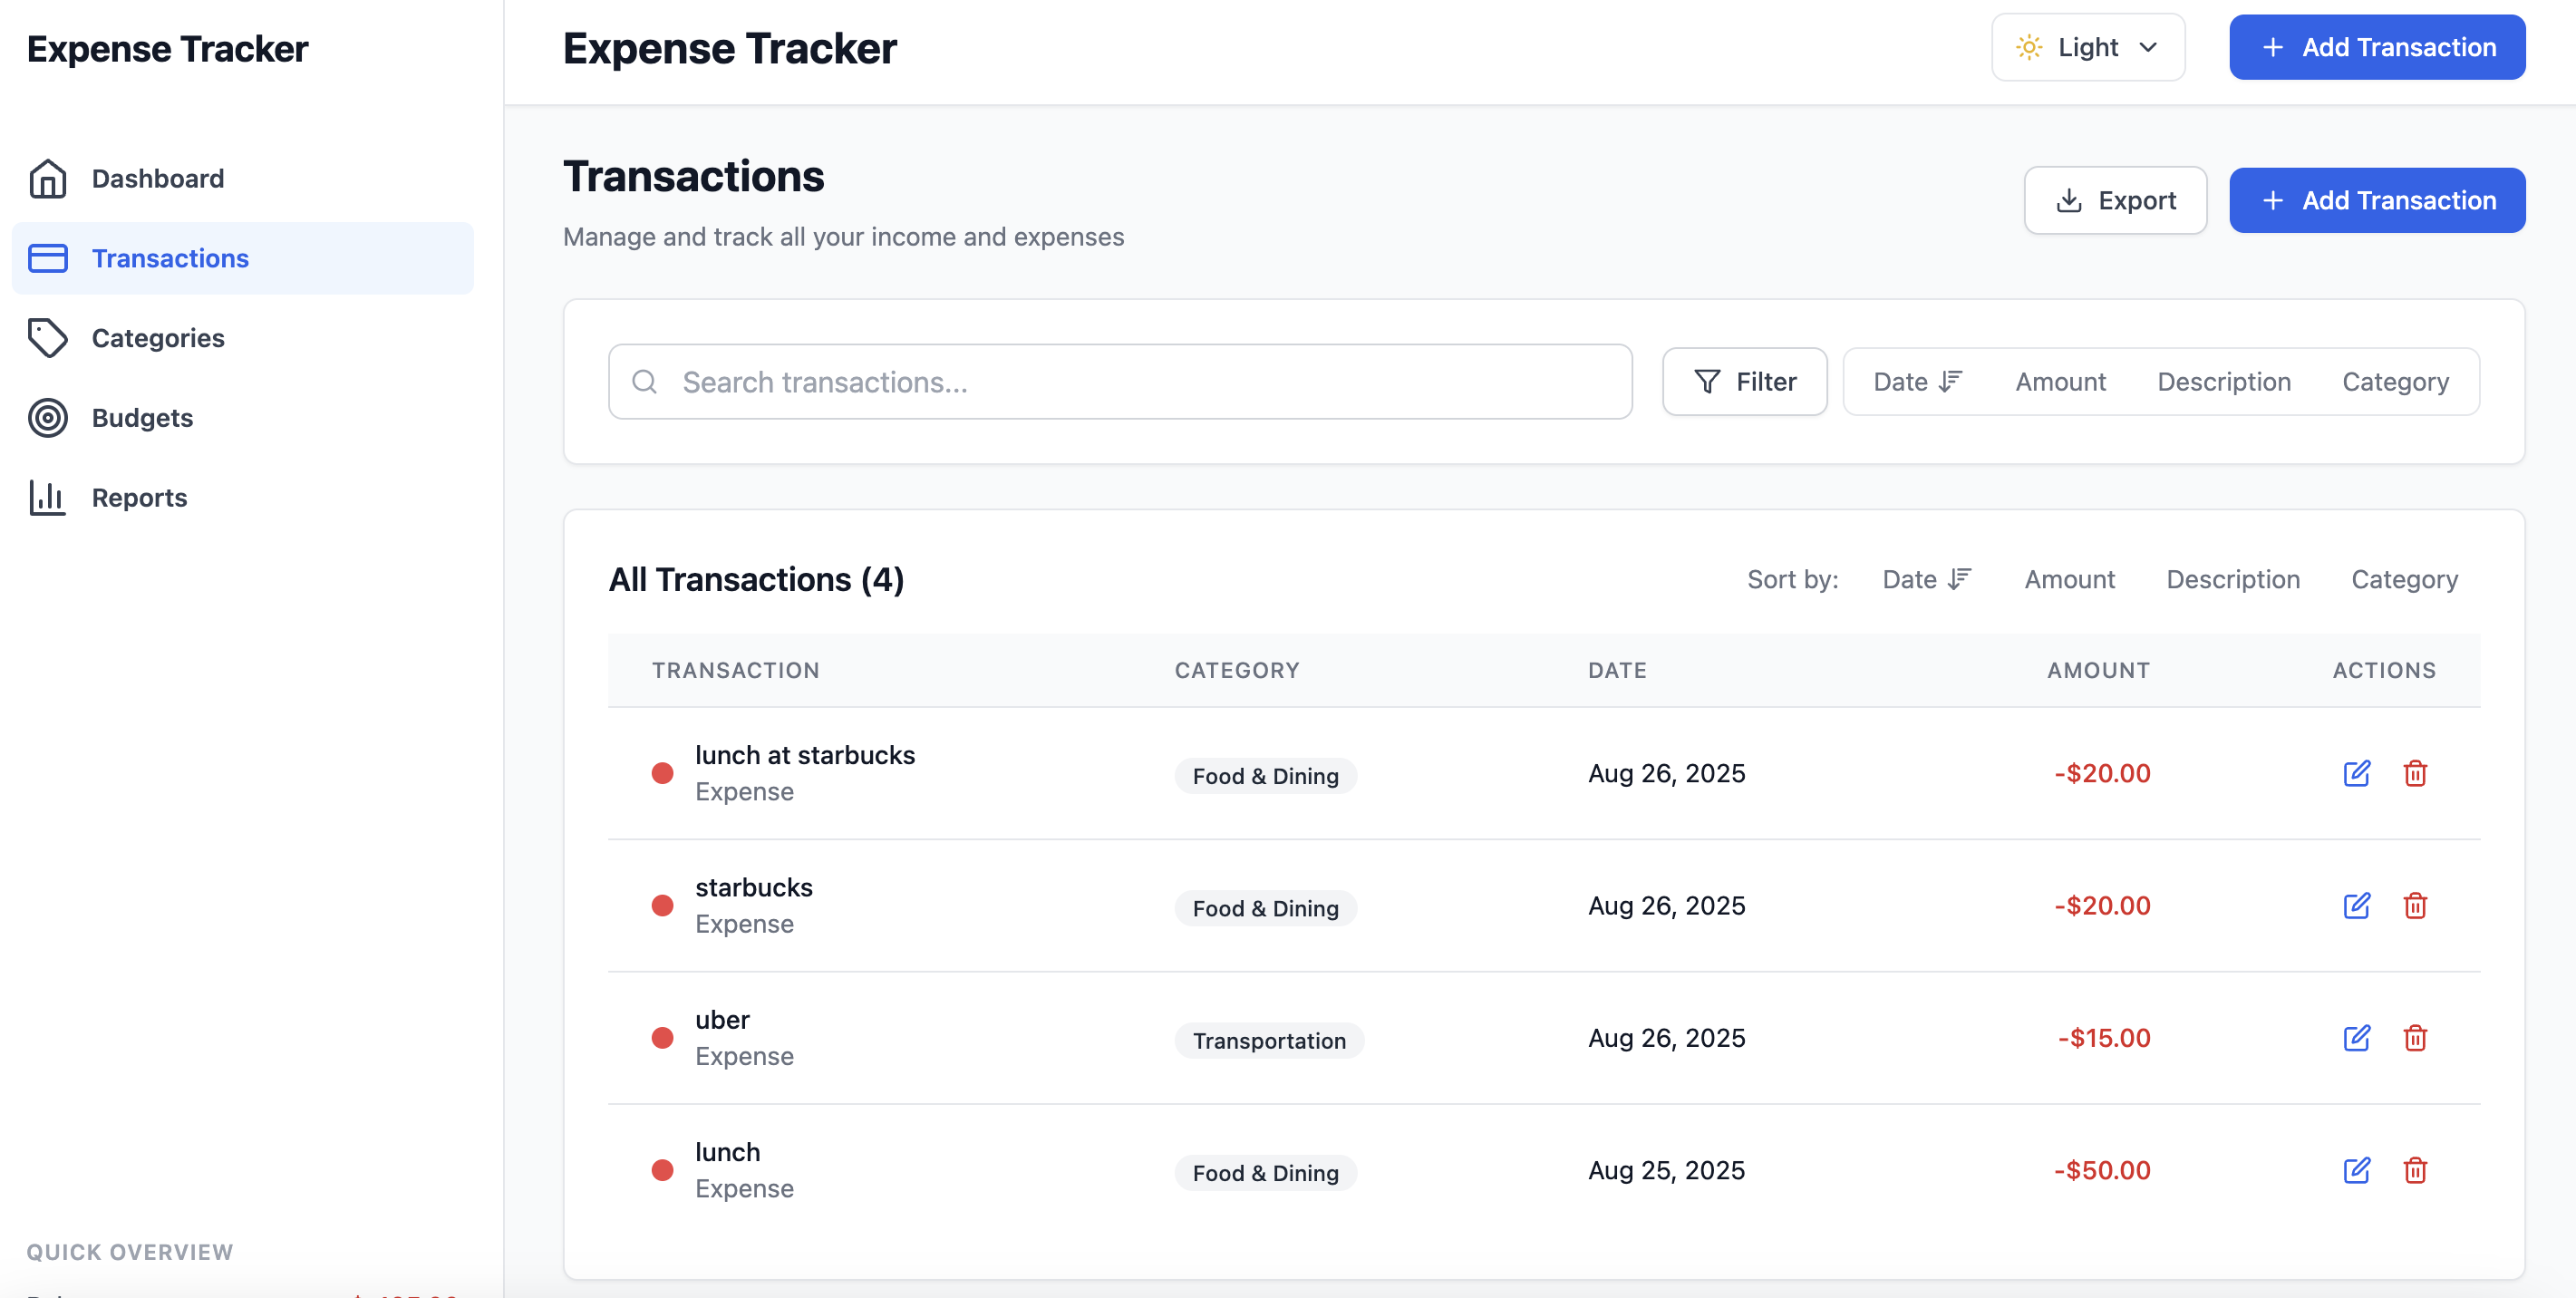 Expense Tracker
Dashboard
Transactions
Categories
Budgets
Reports
QUICK OVERVIEW
Expense Tracker
Light
Add Transaction
Transactions
Manage and track all your income and expenses
Export
Add Transaction
Search transactions...
Filter
Date Amount Description Category
All Transactions (4)
Sort by: Date Amount Description Category
TRANSACTION CATEGORY DATE AMOUNT ACTIONS
lunch at starbucks
Expense
Food & Dining
Aug 26, 2025
-$20.00
starbucks
Expense
Food & Dining
Aug 26, 2025
-$20.00
uber
Expense
Transportation
Aug 26, 2025
-$15.00
lunch
Expense
Food & Dining
Aug 25, 2025
-$50.00